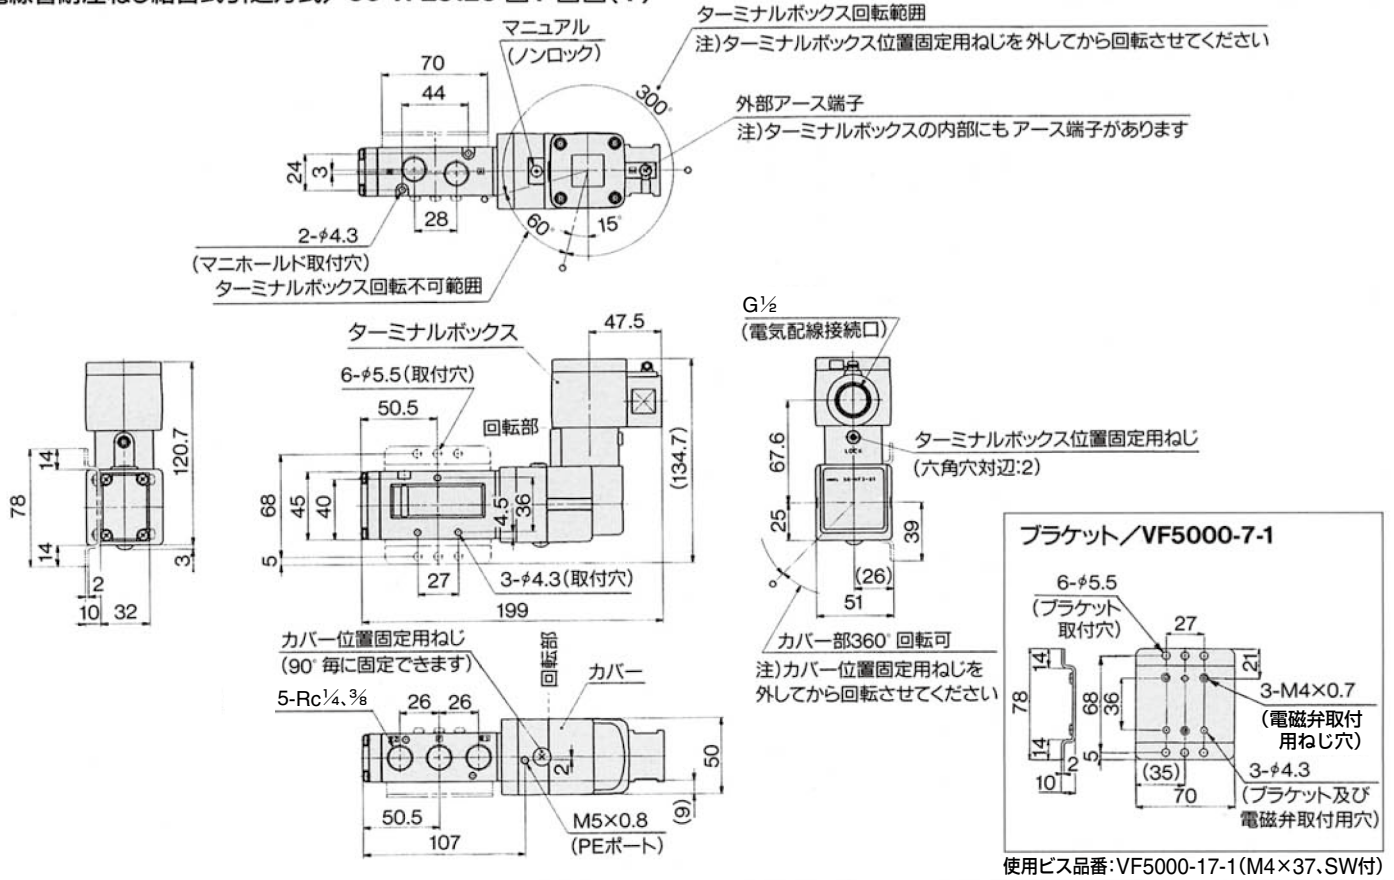 ターミナルボックス回転範囲
注)ターミナルボックス位置固定用ねじを外してから回転させてください
マニュアル
(ノンロック)
70
44
300°
外部アース端子
注)ターミナルボックスの内部にもアース端子があります
24
3
28
60°
15°
2-φ4.3
(マニホールド取付穴)
ターミナルボックス回転不可範囲
ターミナルボックス
47.5
6-φ5.5(取付穴)
50.5
回転部
G½
(電気配線接続口)
14
78
14
120.7
3
2
10
32
68
45
40
5
4.5
36
(134.7)
27
3-φ4.3(取付穴)
199
67.6
25
LOCK
39
(26)
51
ターミナルボックス位置固定用ねじ
(六角穴対辺:2)
カバー部360°回転可
注)カバー位置固定用ねじを
外してから回転させてください
カバー位置固定用ねじ
(90°毎に固定できます)
回転部
カバー
5-Rc¼、⅜
26
26
2
50
(9)
50.5
107
M5×0.8
(PEポート)
ブラケット/VF5000-7-1
6-φ5.5
(ブラケット
取付穴)
27
14
78
14
68
36
5
21
2
10
(35)
70
3-M4×0.7
(電磁弁取付
用ねじ穴)
3-φ4.3
(ブラケット及び
電磁弁取付用穴)
使用ビス品番:VF5000-17-1(M4×37、SW付)